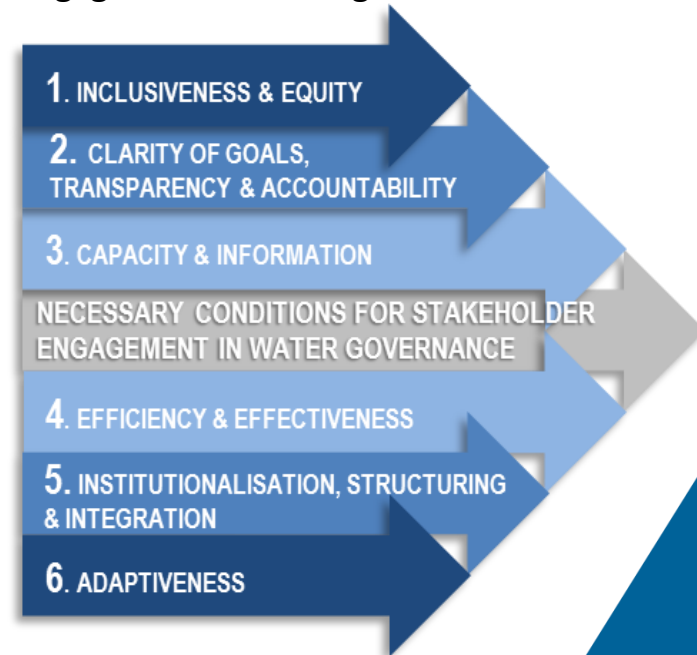 1. INCLUSIVENESS & EQUITY
2. CLARITY OF GOALS,
TRANSPARENCY & ACCOUNTABILITY
3. CAPACITY & INFORMATION
NECESSARY CONDITIONS FOR STAKEHOLDER
ENGAGEMENT IN WATER GOVERNANCE
4. EFFICIENCY & EFFECTIVENESS
5. INSTITUTIONALISATION, STRUCTURING
& INTEGRATION
6. ADAPTIVENESS